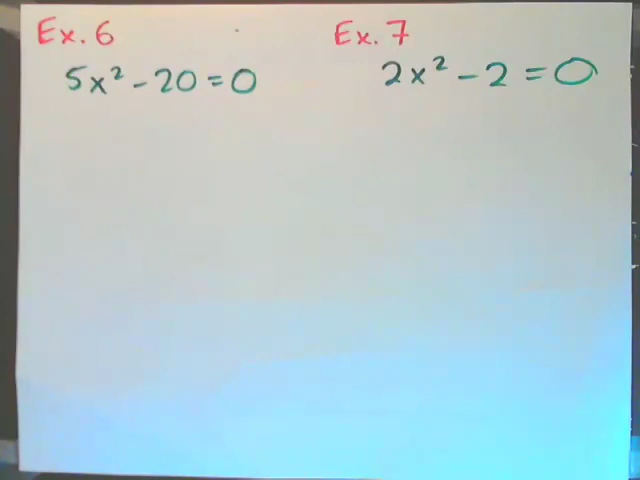 Ex. 6
5x² - 20 = 0
Ex. 7
2x² - 2 = 0